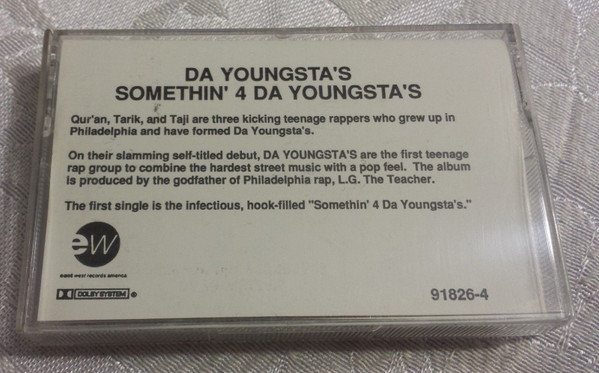 DA YOUNGSTA'S
SOMETHIN' 4 DA YOUNGSTA'S
Qur'an, Tarik, and Taji are three kicking teenage rappers who grew up in
Philadelphia and have formed Da Youngsta's.
On their slamming self-titled debut, DA YOUNGSTA'S are the first teenage
rap group to combine the hardest street music with a pop feel. The album
is produced by the godfather of Philadelphia rap, L.G. The Teacher.
The first single is the infectious, hook-filled "Somethin' 4 Da Youngsta's."
ew
east west records america
DOLBY SYSTEM ®
91826-4